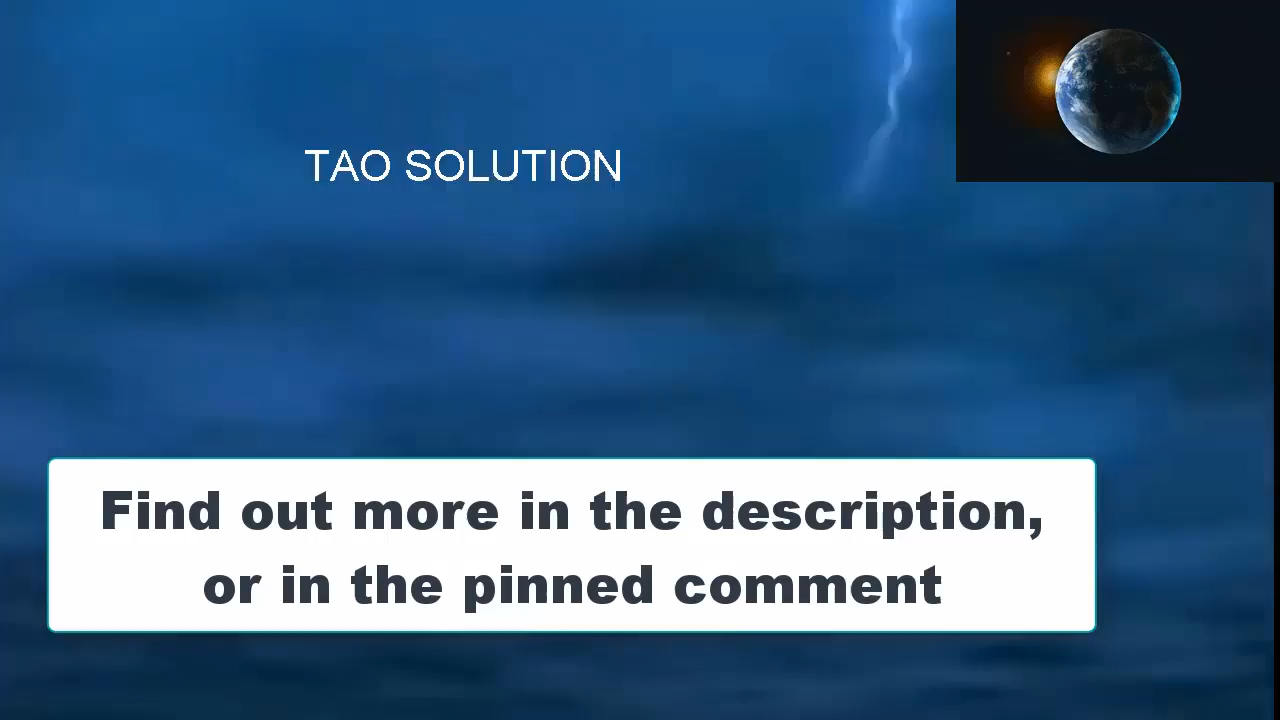 TAO SOLUTION
Find out more in the description,
or in the pinned comment